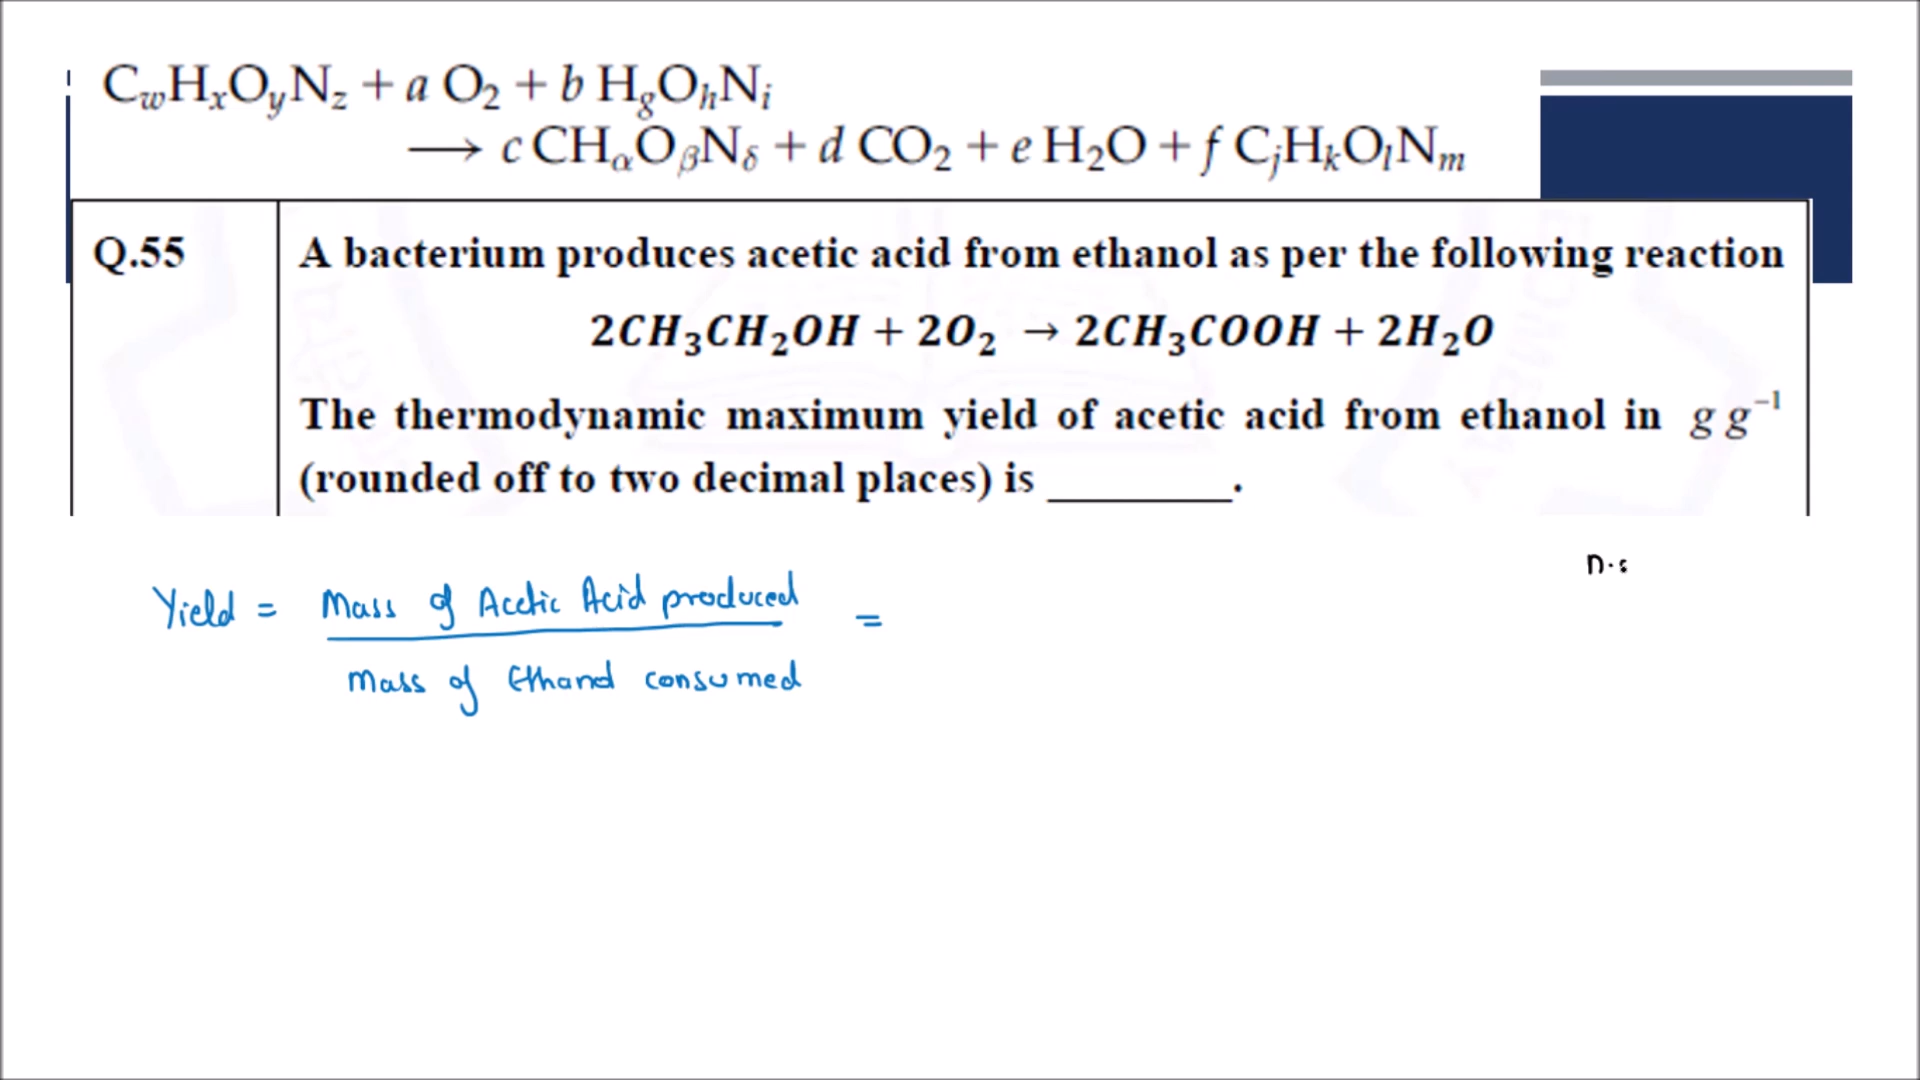 CwHxOyNz + a O2 + b HgOhNi
→ c CHαOβNδ + d CO2 + e H2O + f CjHkOlNm
Q.55 A bacterium produces acetic acid from ethanol as per the following reaction
2CH3CH2OH + 2O2 → 2CH3COOH + 2H2O
The thermodynamic maximum yield of acetic acid from ethanol in g g⁻¹
(rounded off to two decimal places) is ________.
Yield = Mass of Acetic Acid produced =
Mass of Ethanol consumed